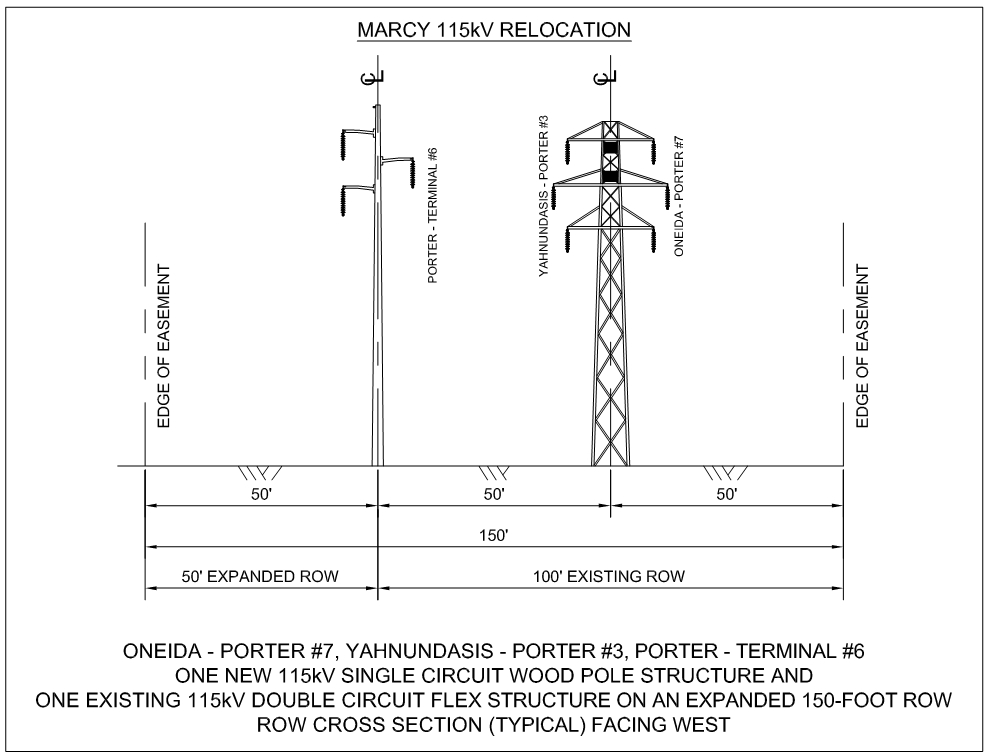 MARCY 115kV RELOCATION
CL
CL
PORTER - TERMINAL #6
YAHNUNDASIS - PORTER #3
ONEIDA - PORTER #7
EDGE OF EASEMENT
EDGE OF EASEMENT
50'
50'
50'
150'
50' EXPANDED ROW
100' EXISTING ROW
ONEIDA - PORTER #7, YAHNUNDASIS - PORTER #3, PORTER - TERMINAL #6
ONE NEW 115kV SINGLE CIRCUIT WOOD POLE STRUCTURE AND
ONE EXISTING 115kV DOUBLE CIRCUIT FLEX STRUCTURE ON AN EXPANDED 150-FOOT ROW
ROW CROSS SECTION (TYPICAL) FACING WEST